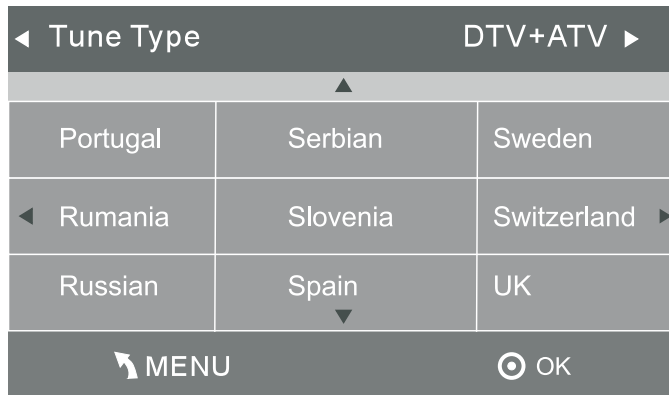 Tune Type DTV+ATV
Portugal Serbian Sweden
Rumania Slovenia Switzerland
Russian Spain UK
MENU OK